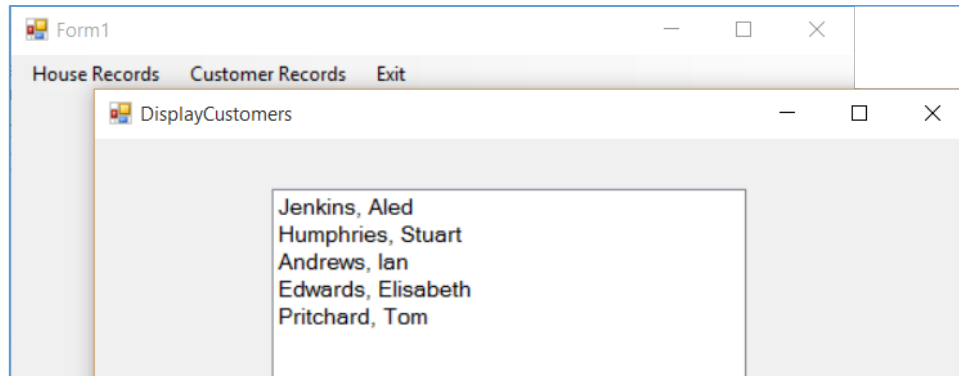 Form1
House Records Customer Records Exit
DisplayCustomers
Jenkins, Aled
Humphries, Stuart
Andrews, Ian
Edwards, Elisabeth
Pritchard, Tom